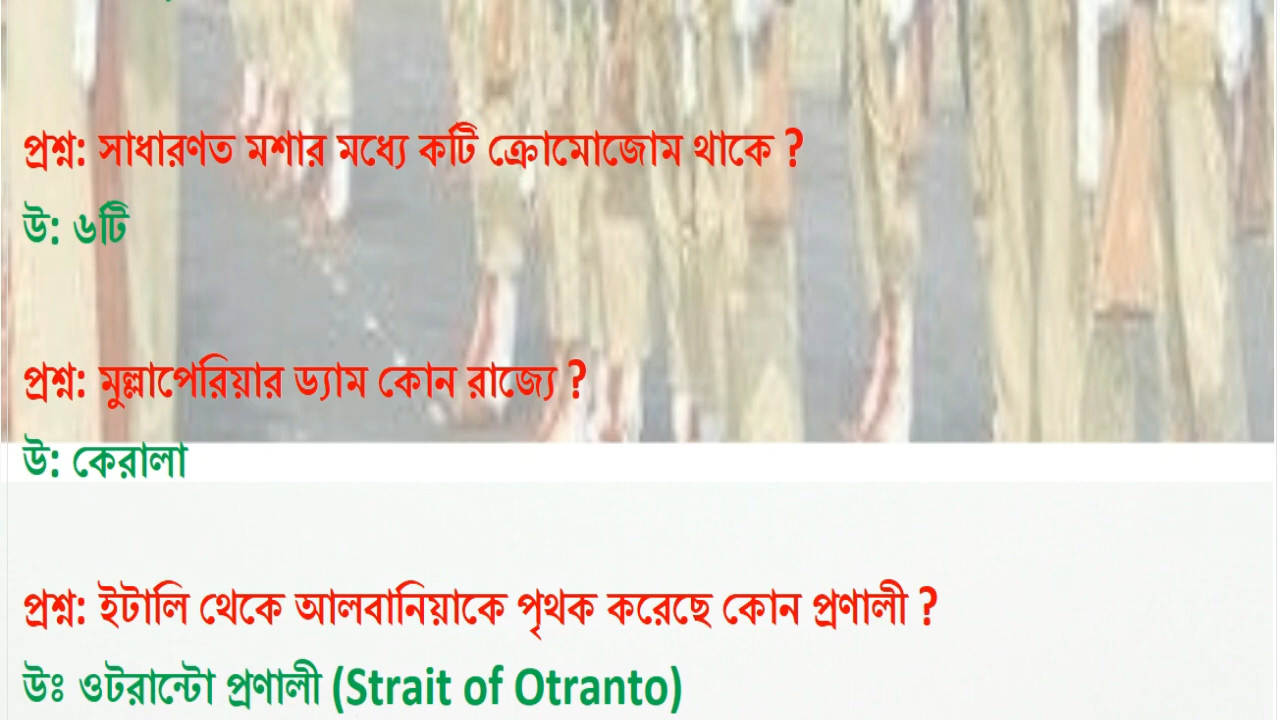 প্রশ্ন: সাধারণত মশার মধ্যে কটি ক্রোমোজোম থাকে ?
উ: ৬টি
প্রশ্ন: মুল্লাপেরিয়ার ড্যাম কোন রাজ্যে ?
উ: কেরালা
প্রশ্ন: ইটালি থেকে আলবানিয়াকে পৃথক করেছে কোন প্রণালী ?
উঃ ওটরান্টো প্রণালী (Strait of Otranto)